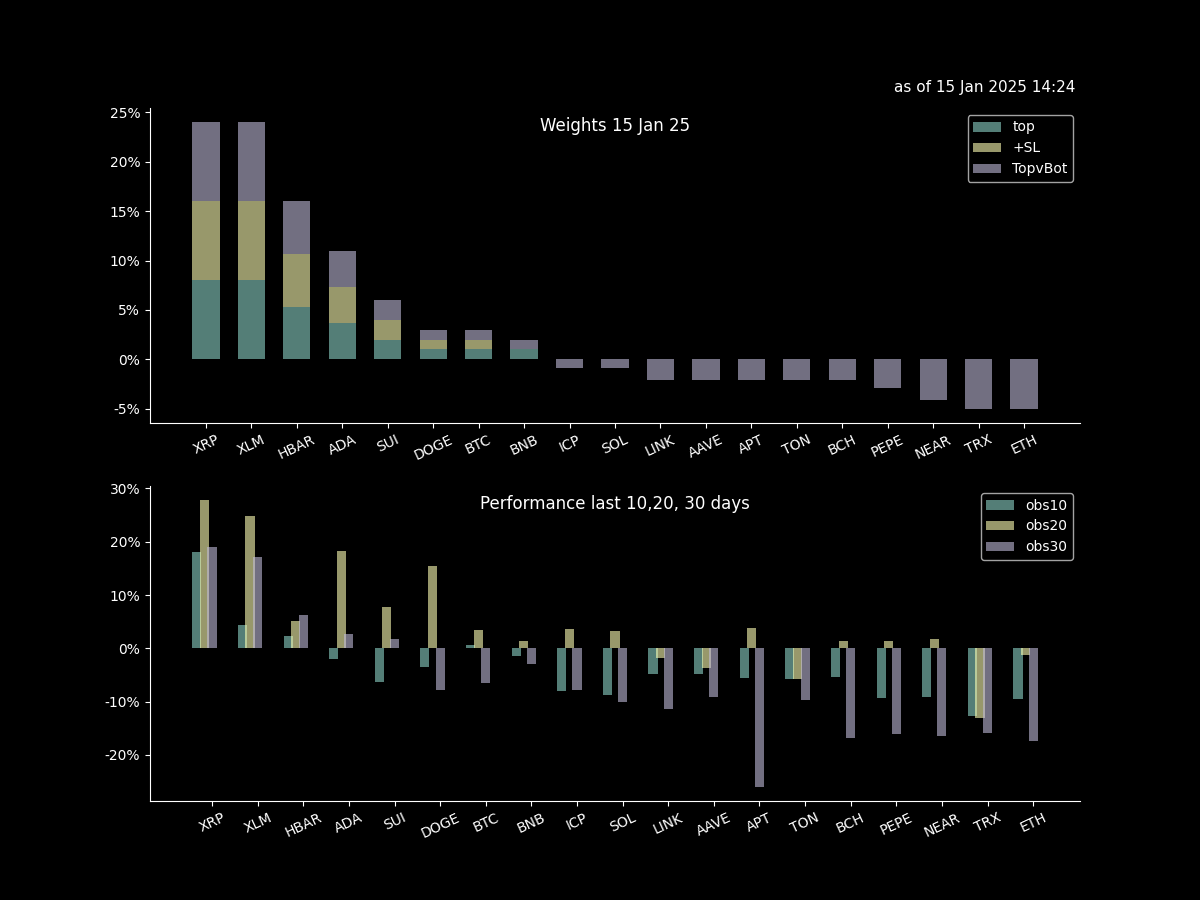 as of 15 Jan 2025 14:24
Weights 15 Jan 25
top
+SL
TopvBot
25%
20%
15%
10%
5%
0%
-5%
XRP XLM HBAR ADA SUI DOGE BTC BNB ICP SOL LINK AAVE APT TON BCH PEPE NEAR TRX ETH
Performance last 10,20, 30 days
obs10
obs20
obs30
30%
20%
10%
0%
-10%
-20%
XRP XLM HBAR ADA SUI DOGE BTC BNB ICP SOL LINK AAVE APT TON BCH PEPE NEAR TRX ETH